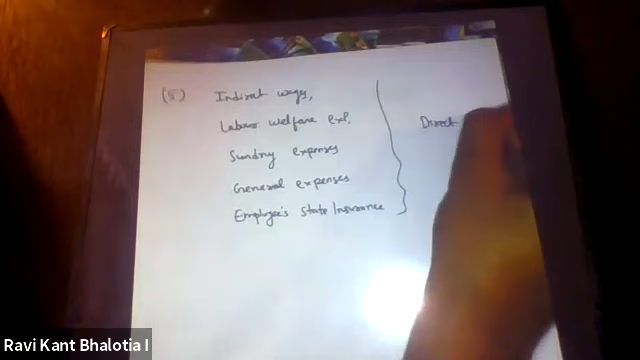 (5) Indirect wages,
Labour welfare exp.
Sundry expenses
General expenses
Employee's State Insurance
Direct
Ravi Kant Bhalotia I